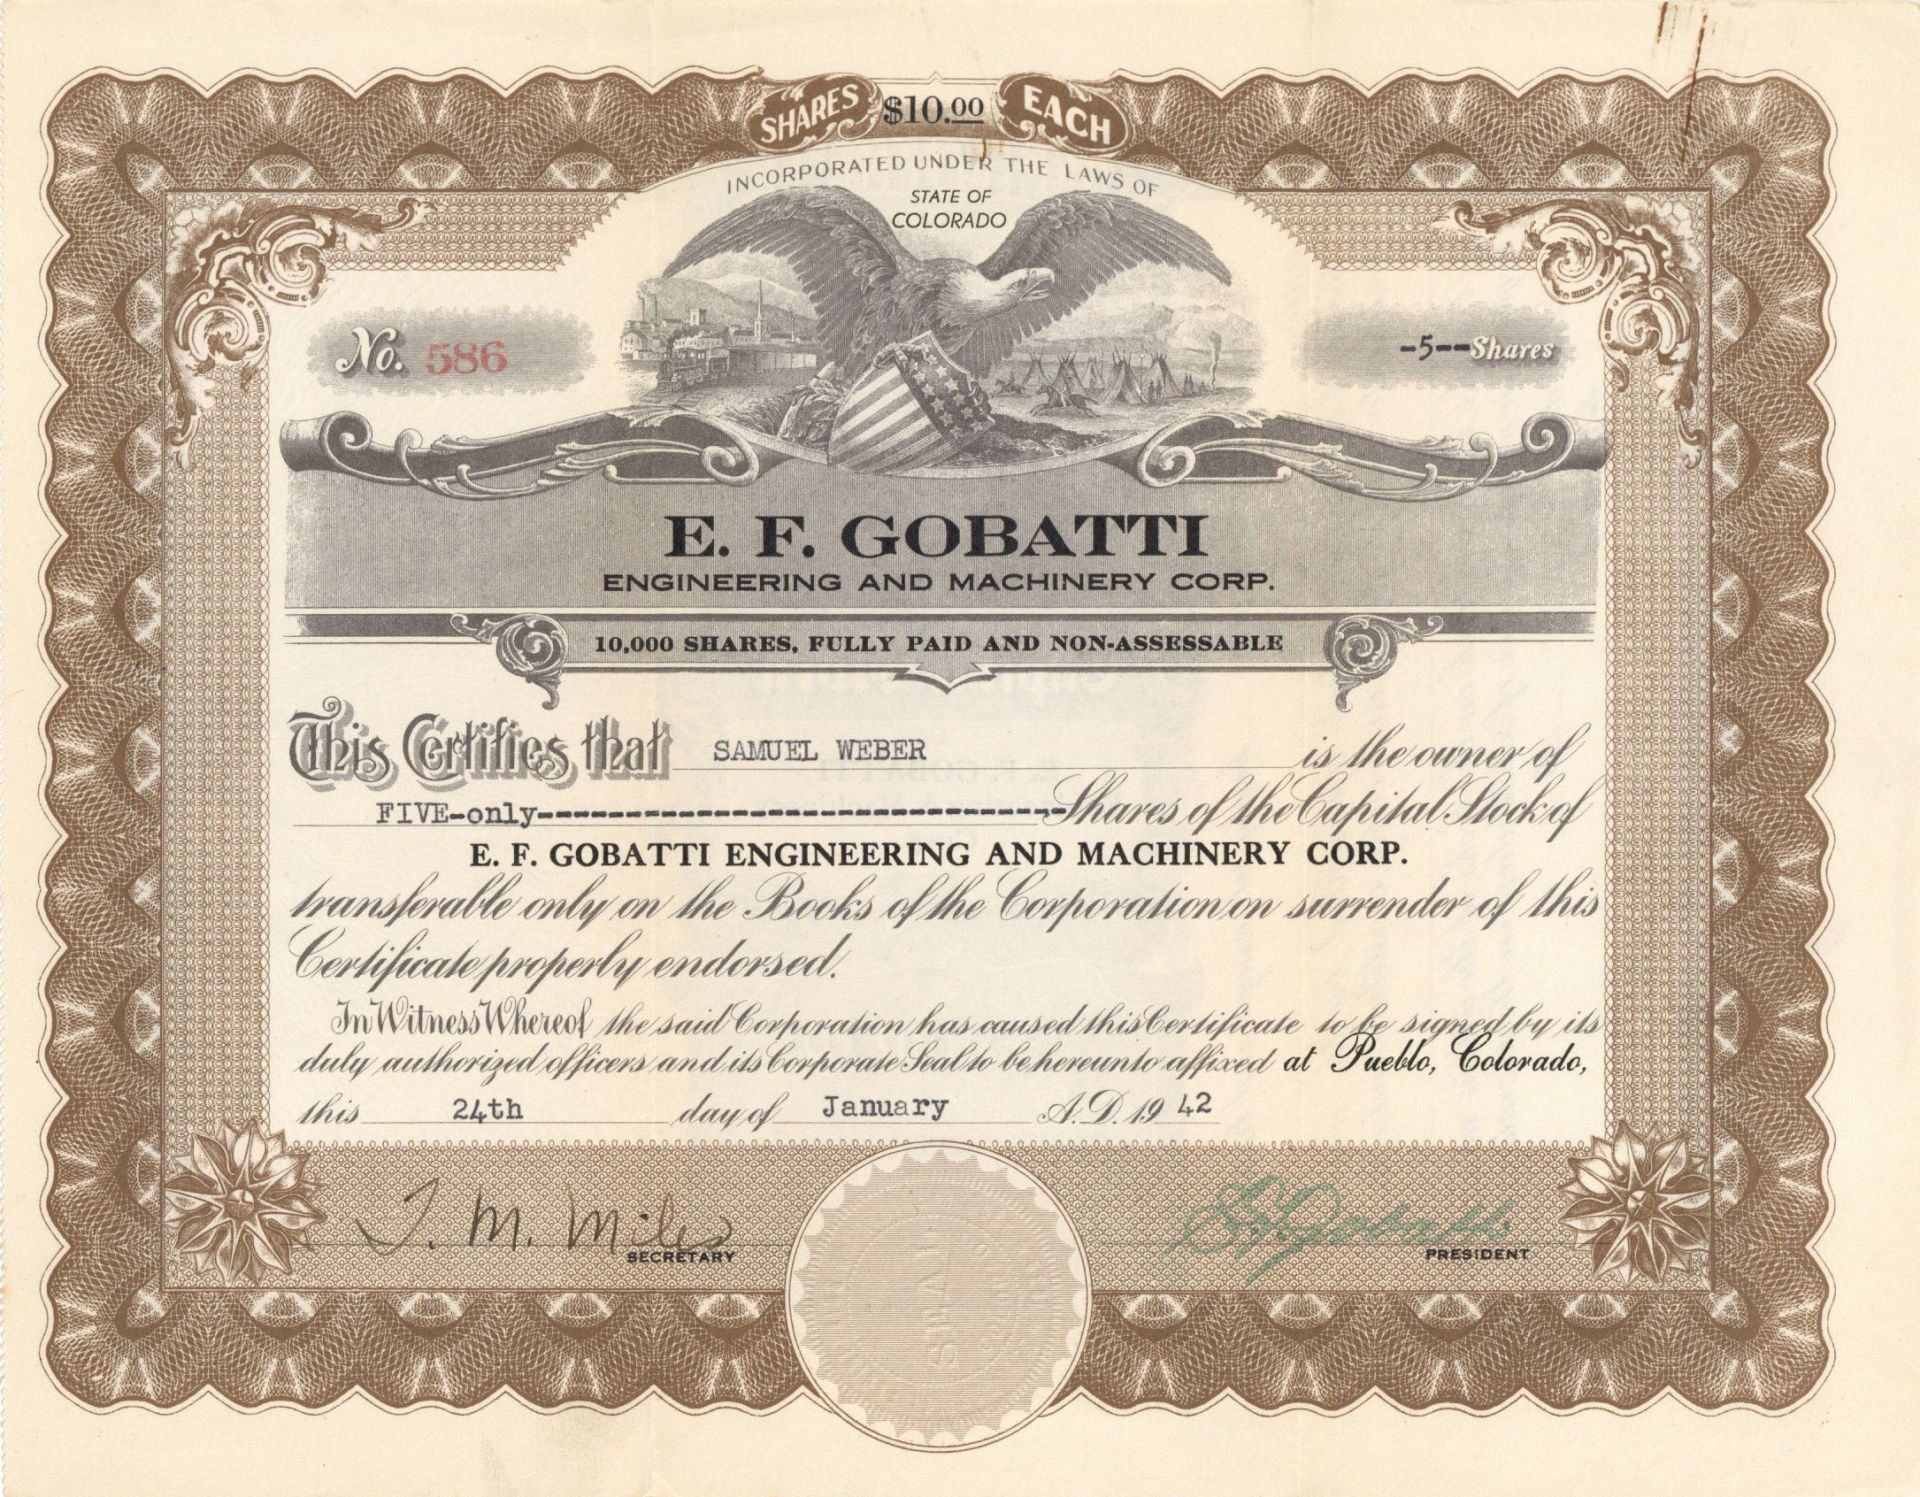 SHARES $10.00 EACH
INCORPORATED UNDER THE LAWS OF
STATE OF
COLORADO
No. 586
-5--Shares
E. F. GOBATTI
ENGINEERING AND MACHINERY CORP.
10,000 SHARES, FULLY PAID AND NON-ASSESSABLE
This Certifies that SAMUEL WEBER is the owner of
FIVE-only------------------------------Shares of the Capital Stock of
E. F. GOBATTI ENGINEERING AND MACHINERY CORP.
transferable only on the Books of the Corporation on surrender of this
Certificate properly endorsed.
In Witness Whereof the said Corporation has caused this Certificate to be signed by its
duly authorized officers and its Corporate Seal to be hereunto affixed at Pueblo, Colorado,
this 24th day of January A.D. 1942
J. M. Miles
SECRETARY
E. F. Gobatti
PRESIDENT
SEAL